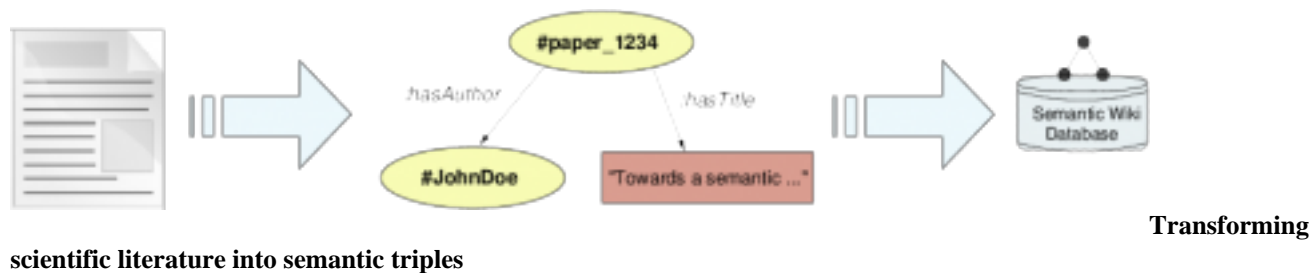 #paper_1234
:hasAuthor
:hasTitle
#JohnDoe
"Towards a semantic ..."
Semantic Wiki
Database
Transforming
scientific literature into semantic triples